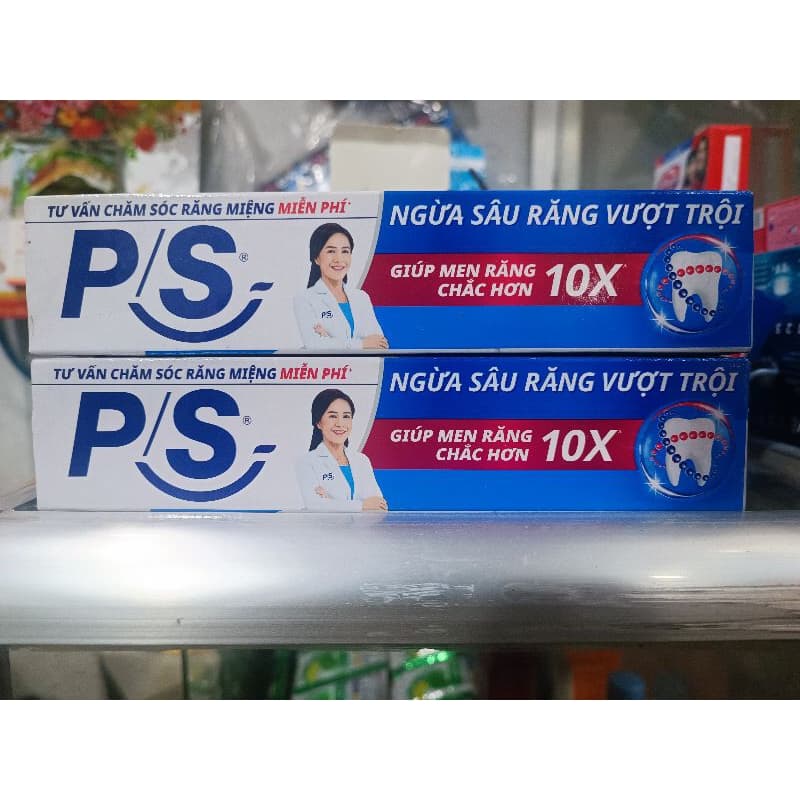 TƯ VẤN CHĂM SÓC RĂNG MIỆNG MIỄN PHÍ*
P/S®
P/S
NGỪA SÂU RĂNG VƯỢT TRỘI
GIÚP MEN RĂNG
CHẮC HƠN 10X*
TƯ VẤN CHĂM SÓC RĂNG MIỆNG MIỄN PHÍ*
P/S®
P/S
NGỪA SÂU RĂNG VƯỢT TRỘI
GIÚP MEN RĂNG
CHẮC HƠN 10X*